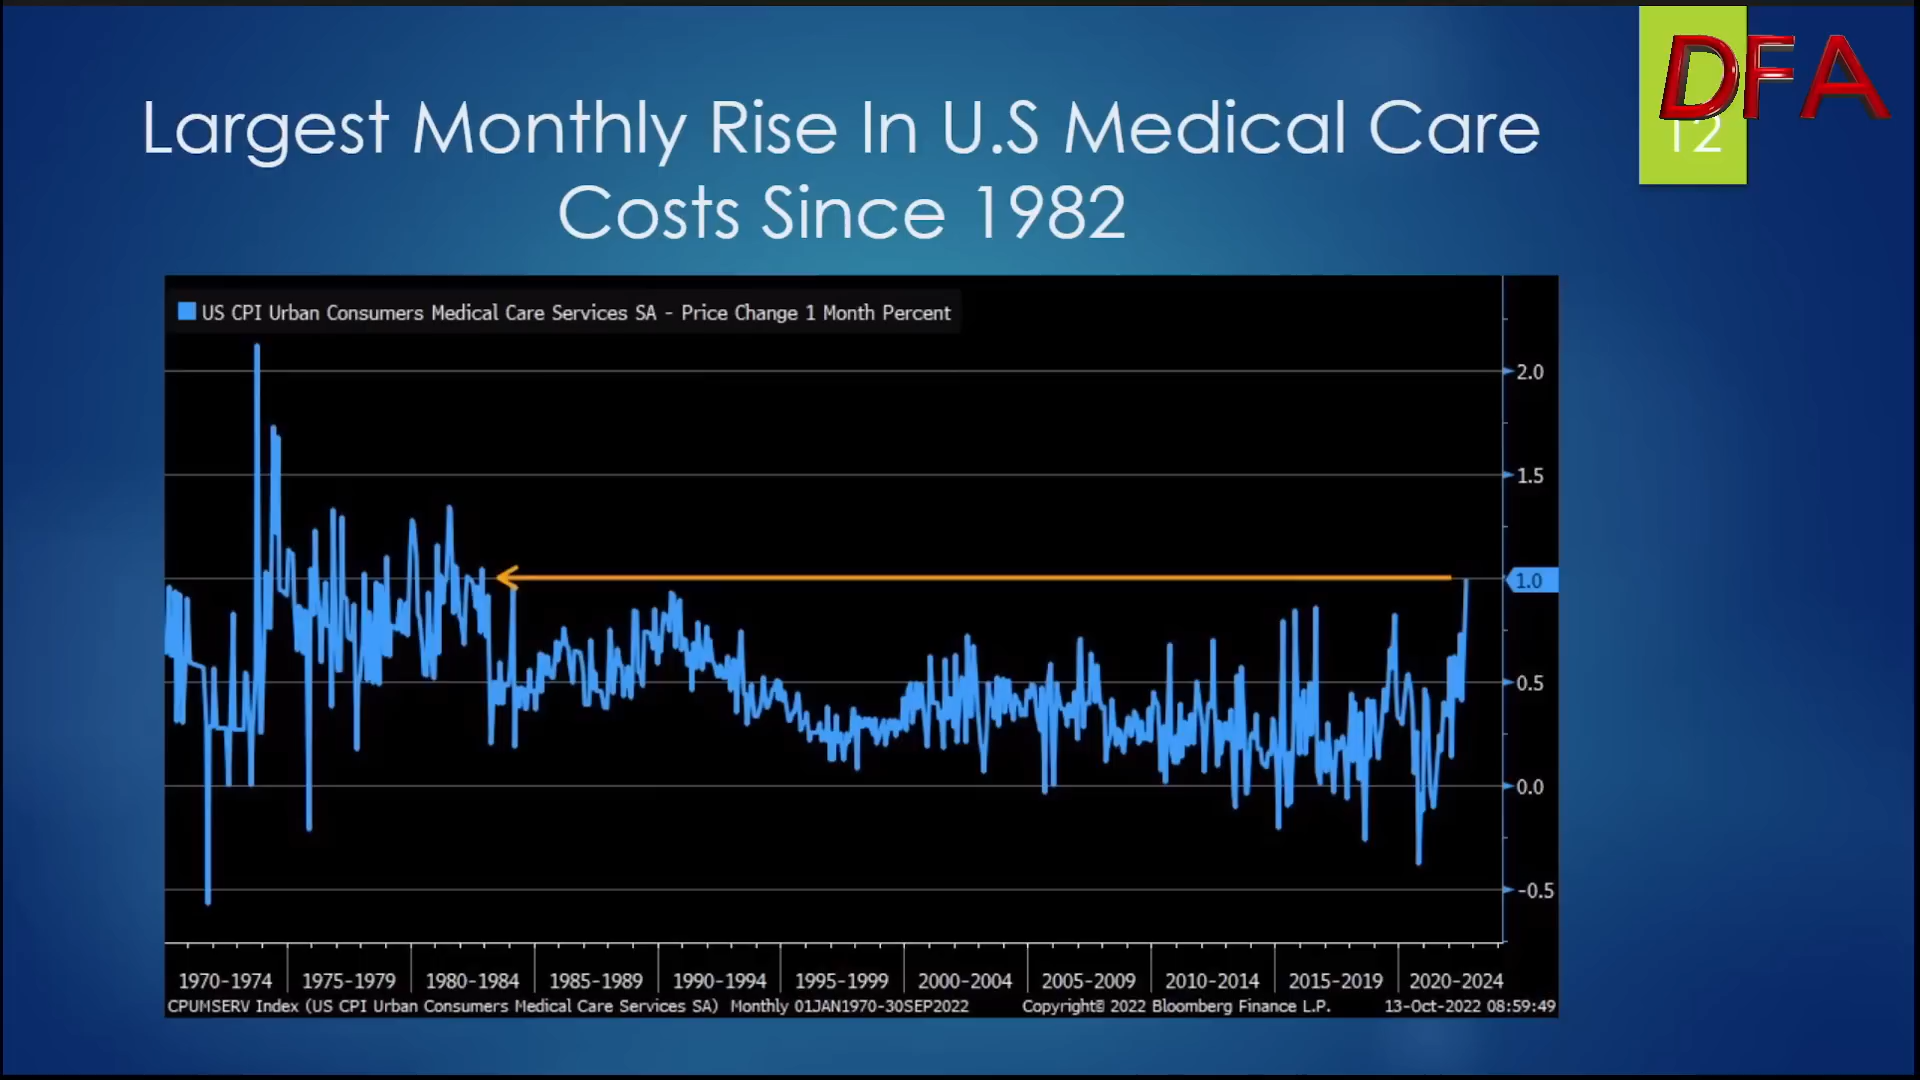 DFA
12
Largest Monthly Rise In U.S Medical Care
Costs Since 1982
US CPI Urban Consumers Medical Care Services SA - Price Change 1 Month Percent
2.0
1.5
1.0
0.5
0.0
-0.5
1970-1974 1975-1979 1980-1984 1985-1989 1990-1994 1995-1999 2000-2004 2005-2009 2010-2014 2015-2019 2020-2024
CPUMSERV Index (US CPI Urban Consumers Medical Care Services SA) Monthly 01JAN1970-30SEP2022 Copyright© 2022 Bloomberg Finance L.P. 13-Oct-2022 08:59:49